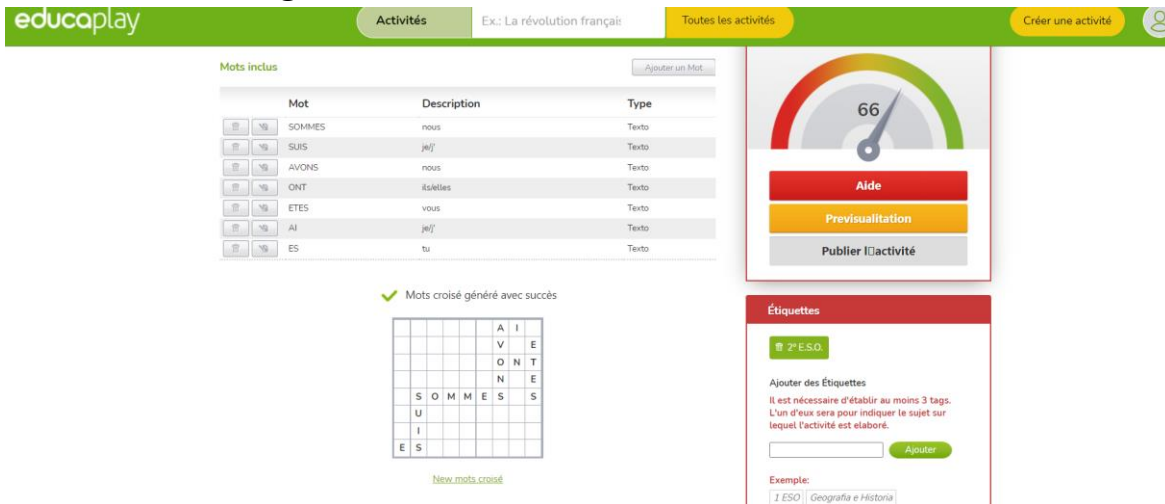 educaplay
Activités
Ex.: La révolution françai:
Toutes les activités
Créer une activité
Mots inclus
Ajouter un Mot
Mot Description Type
SOMMES nous Texto
SUIS je/j' Texto
AVONS nous Texto
ONT ils/elles Texto
ETES vous Texto
AI je/j' Texto
ES tu Texto
Mots croisé généré avec succès
A I
V E
O N T
N E
S O M M E S S
U
I
E S
New mots croisé
66
Aide
Previsualitation
Publier l□activité
Étiquettes
2º E.S.O.
Ajouter des Étiquettes
Il est nécessaire d'établir au moins 3 tags.
L'un d'eux sera pour indiquer le sujet sur
lequel l'activité est elaboré.
Ajouter
Exemple:
1 ESO Geografia e Historia